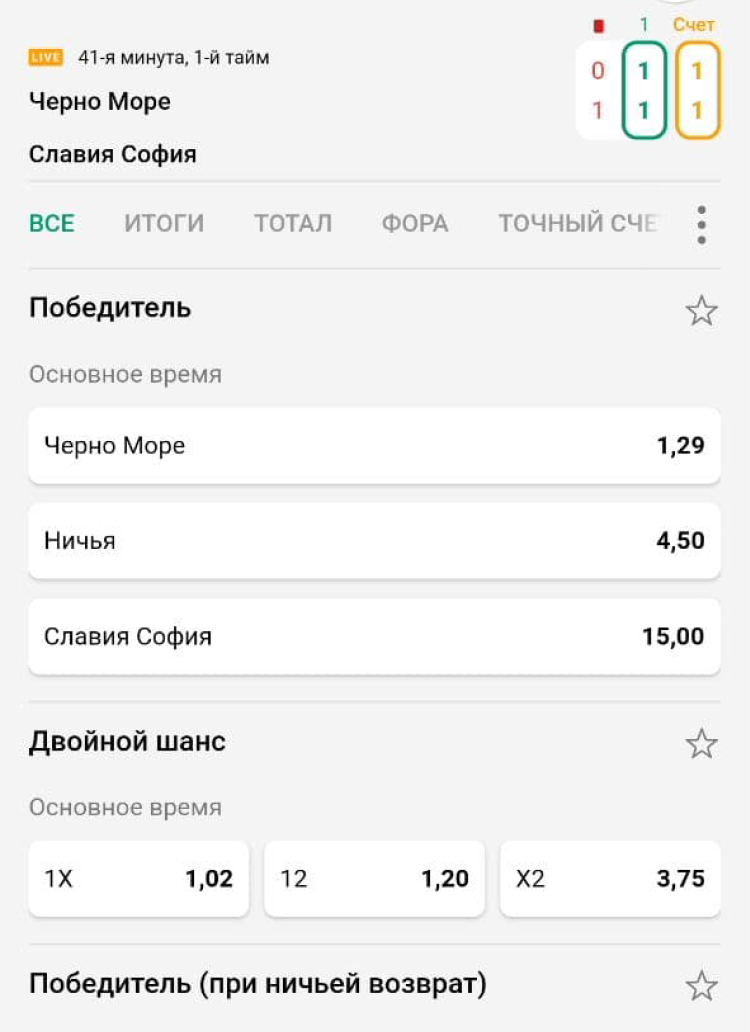 1 Счет
LIVE 41-я минута, 1-й тайм
0 1 1
Черно Море
1 1 1
Славия София
ВСЕ ИТОГИ ТОТАЛ ФОРА ТОЧНЫЙ СЧЕ
Победитель
Основное время
Черно Море 1,29
Ничья 4,50
Славия София 15,00
Двойной шанс
Основное время
1X 1,02 12 1,20 X2 3,75
Победитель (при ничьей возврат)